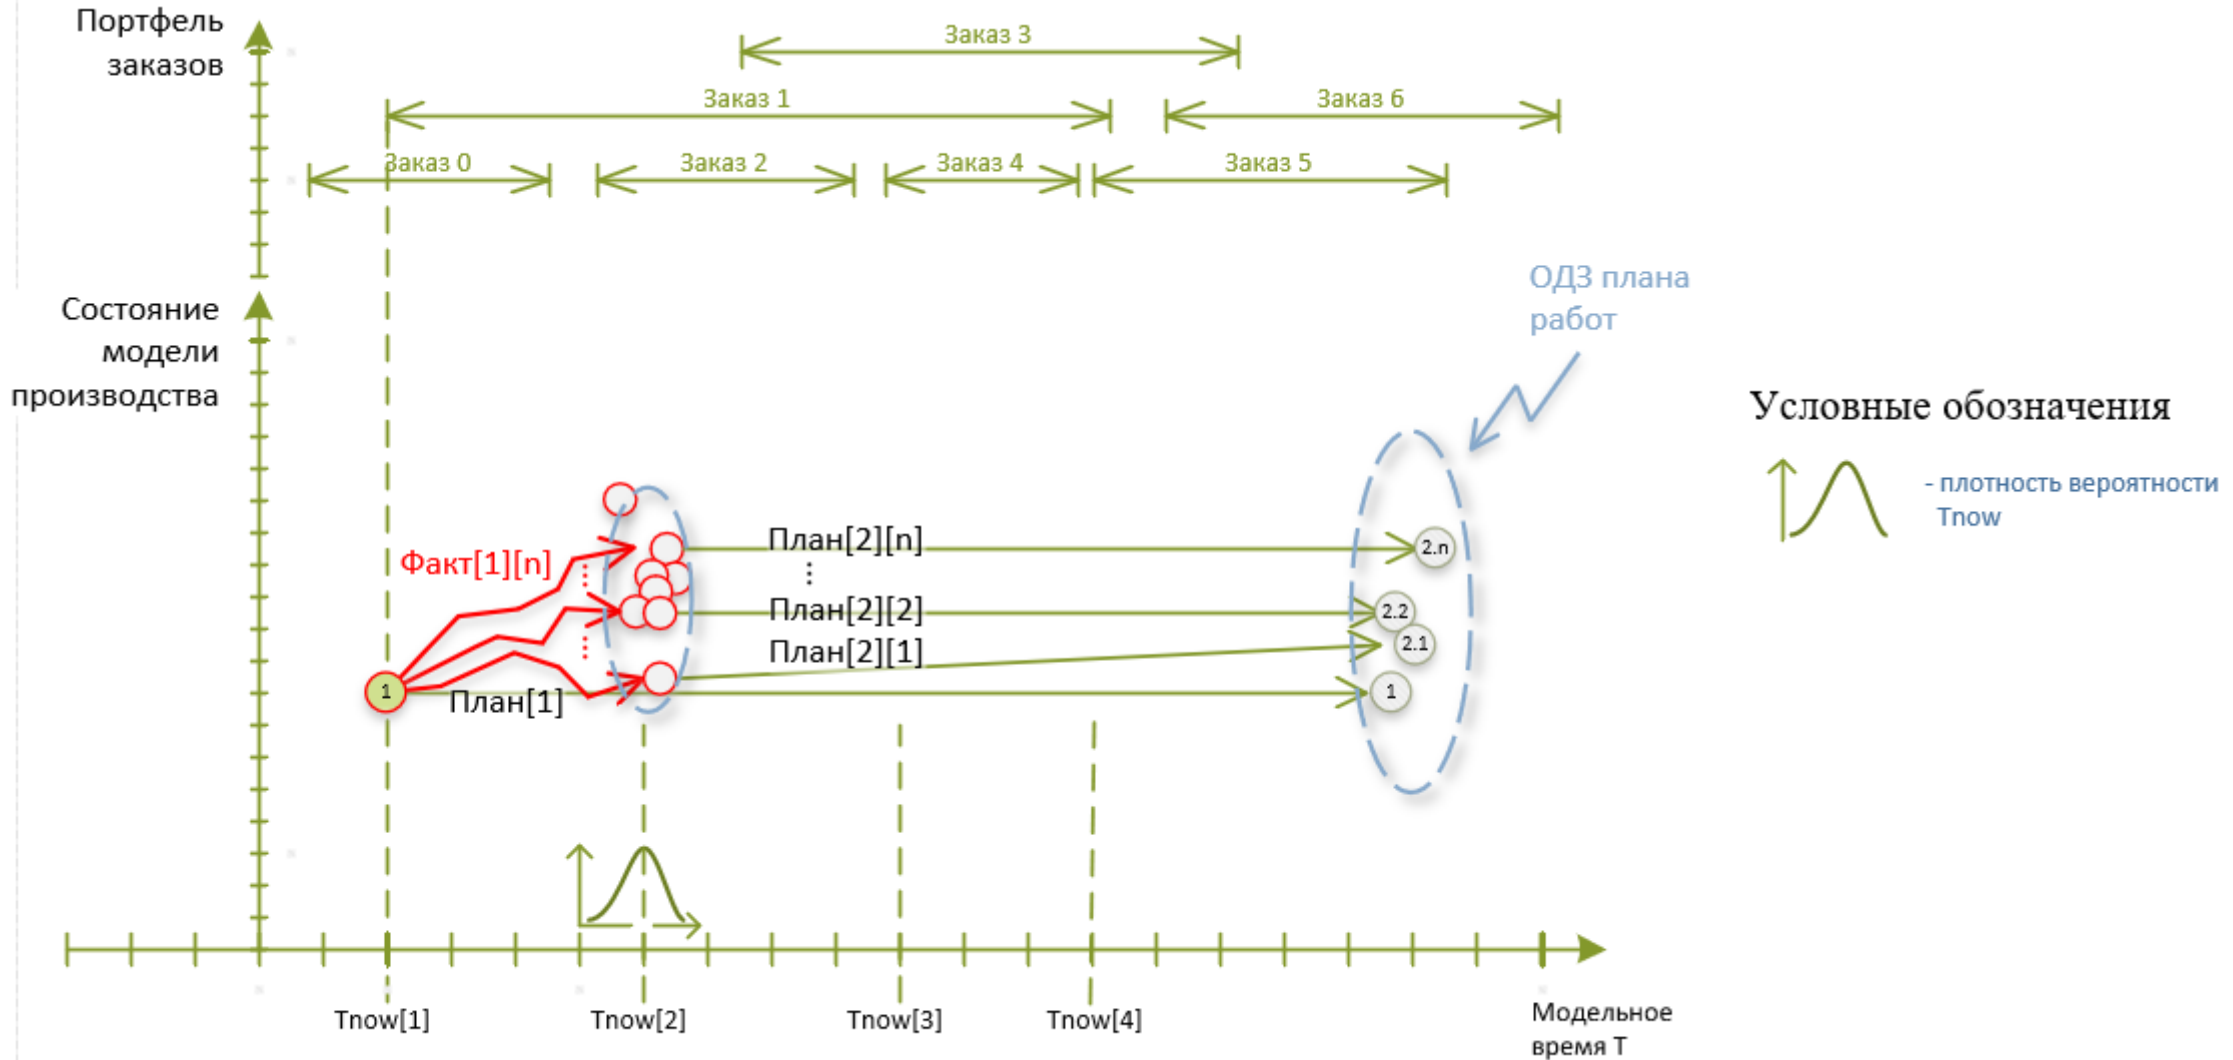 Портфель
заказов
Заказ 3
Заказ 1
Заказ 6
Заказ 0
Заказ 2
Заказ 4
Заказ 5
Состояние
модели
производства
ОДЗ плана
работ
Условные обозначения
- плотность вероятности
Tnow
Факт[1][n]
План[2][n]
⋮
План[2][2]
План[2][1]
План[1]
1
2.n
2.2
2.1
1
Tnow[1]
Tnow[2]
Tnow[3]
Tnow[4]
Модельное
время T